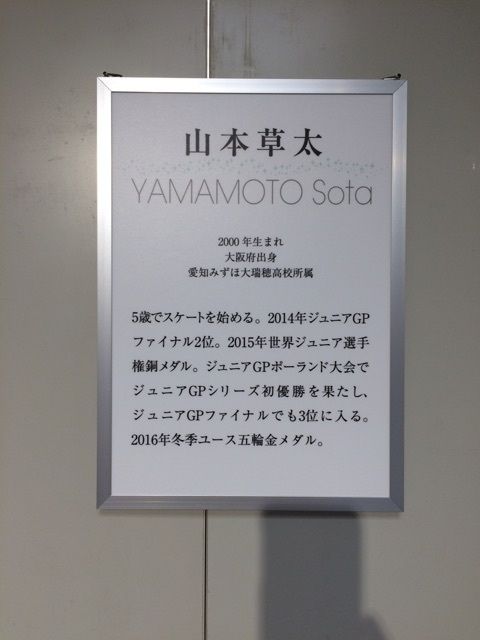 山本草太
YAMAMOTO Sota
2000年生まれ
大阪府出身
愛知みずほ大瑞穂高校所属
5歳でスケートを始める。2014年ジュニアGP
ファイナル2位。2015年世界ジュニア選手
権銅メダル。ジュニアGPポーランド大会で
ジュニアGPシリーズ初優勝を果たし、
ジュニアGPファイナルでも3位に入る。
2016年冬季ユース五輪金メダル。